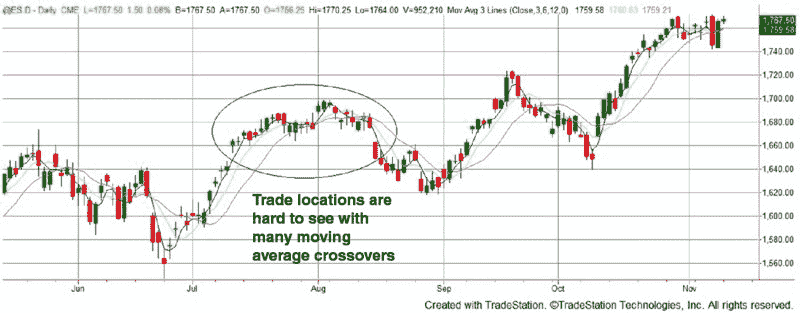 @ES.D - Daily CME L=1767.50 1.50 0.08% B=1767.50 A=1767.50 O=1766.25 Hi=1770.25 Lo=1764.00 V=952,210 Mov Avg 3 Lines (Close,3,6,12,0) 1759.58 1759.21
1,767.50
1,759.58
1,740.00
1,720.00
1,700.00
1,680.00
1,660.00
1,640.00
1,620.00
1,600.00
1,580.00
1,560.00
Trade locations are
hard to see with
many moving
average crossovers
Jun Jul Aug Sep Oct Nov
Created with TradeStation. ©TradeStation Technologies, Inc. All rights reserved.